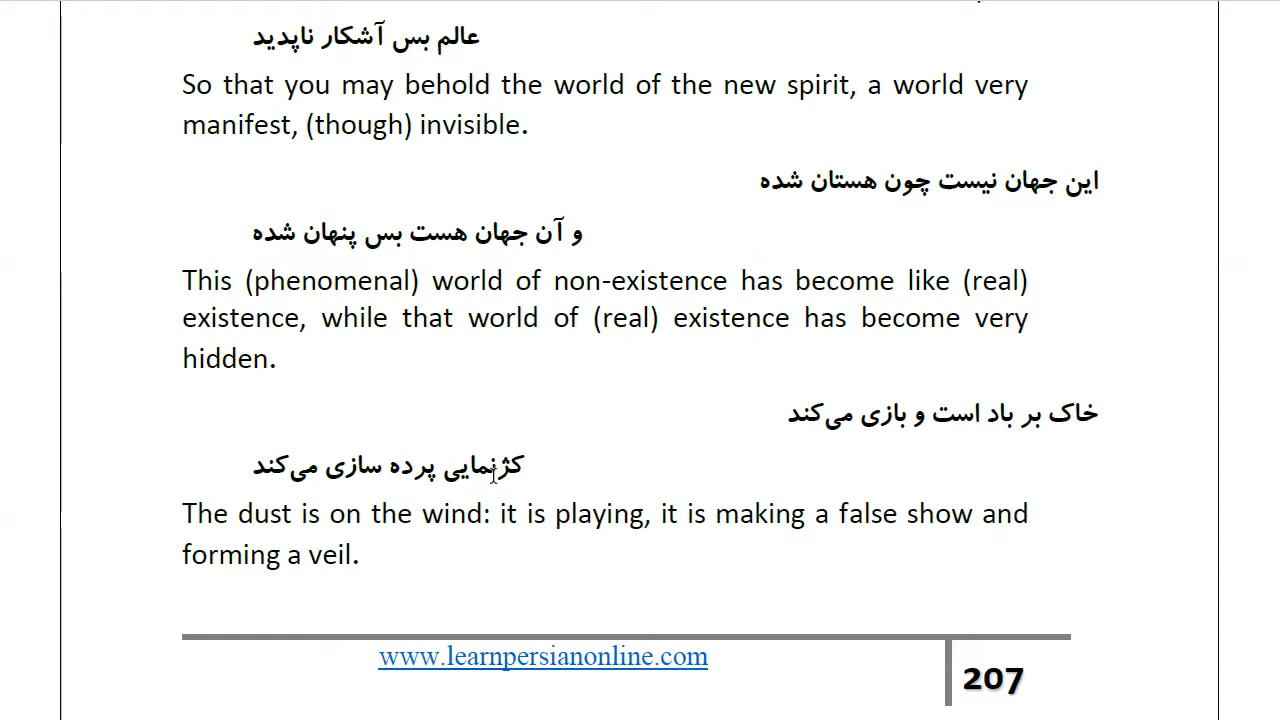 عالم بس آشکار ناپدید
So that you may behold the world of the new spirit, a world very
manifest, (though) invisible.
این جهان نیست چون هستان شده
و آن جهان هست بس پنهان شده
This (phenomenal) world of non-existence has become like (real)
existence, while that world of (real) existence has become very
hidden.
خاک بر باد است و بازی می‌کند
کژنمایی پرده سازی می‌کند
The dust is on the wind: it is playing, it is making a false show and
forming a veil.
www.learnpersianonline.com
207